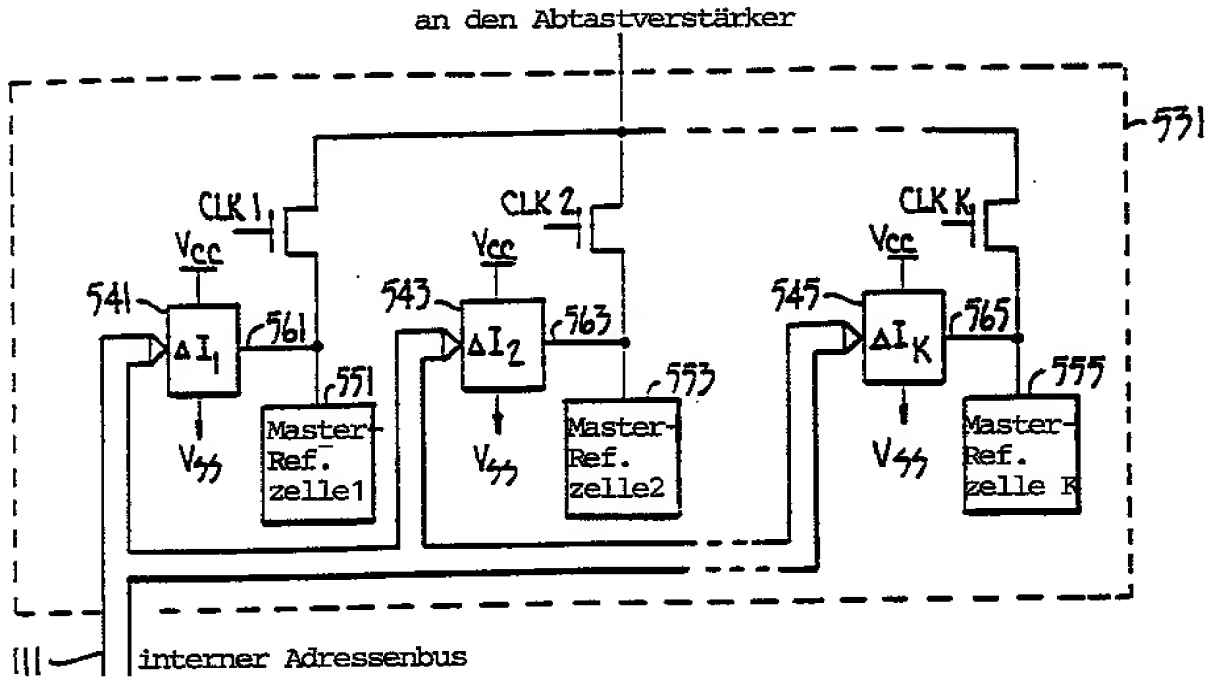 an den Abtastverstärker
531
CLK 1
CLK 2
CLK K
VCC
VCC
VCC
541
543
545
ΔI1
ΔI2
ΔIK
561
563
565
VSS
VSS
VSS
551
553
555
Master-
Ref.
zelle1
Master-
Ref.
zelle2
Master-
Ref.
zelle K
111
interner Adressenbus